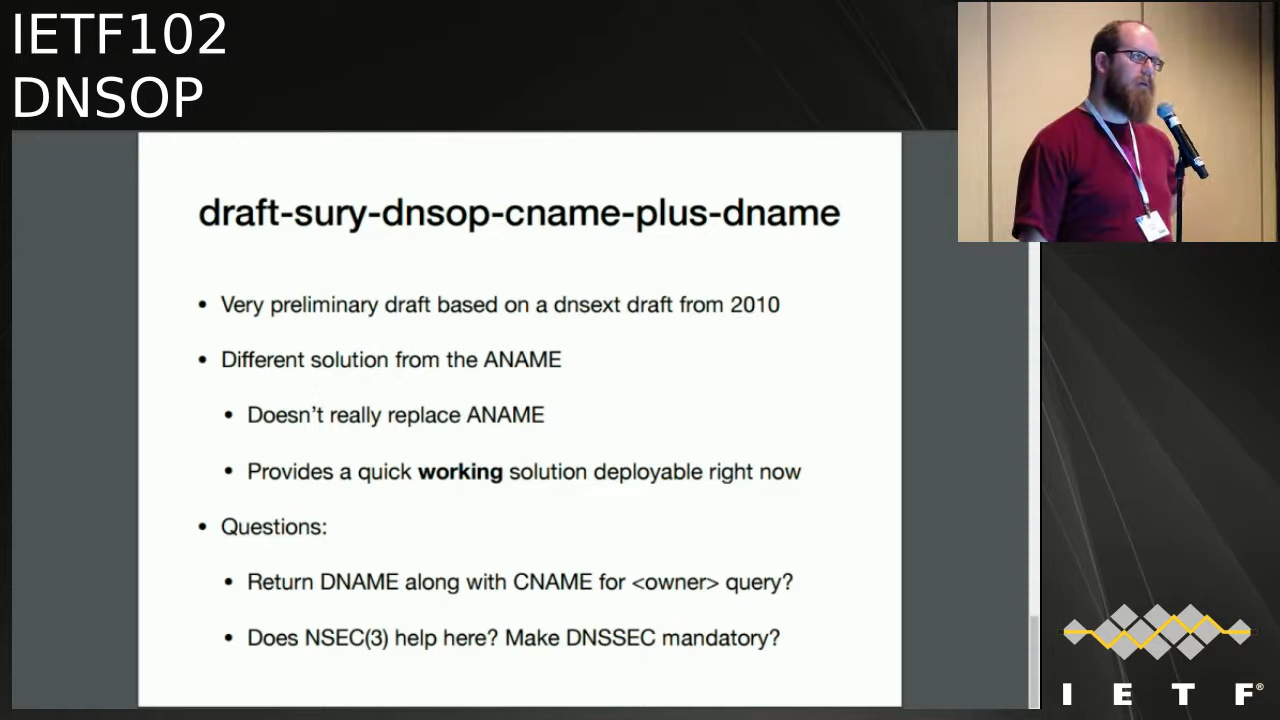 IETF102
DNSOP
draft-sury-dnsop-cname-plus-dname
• Very preliminary draft based on a dnsext draft from 2010
• Different solution from the ANAME
• Doesn't really replace ANAME
• Provides a quick working solution deployable right now
• Questions:
• Return DNAME along with CNAME for <owner> query?
• Does NSEC(3) help here? Make DNSSEC mandatory?
I E T F®